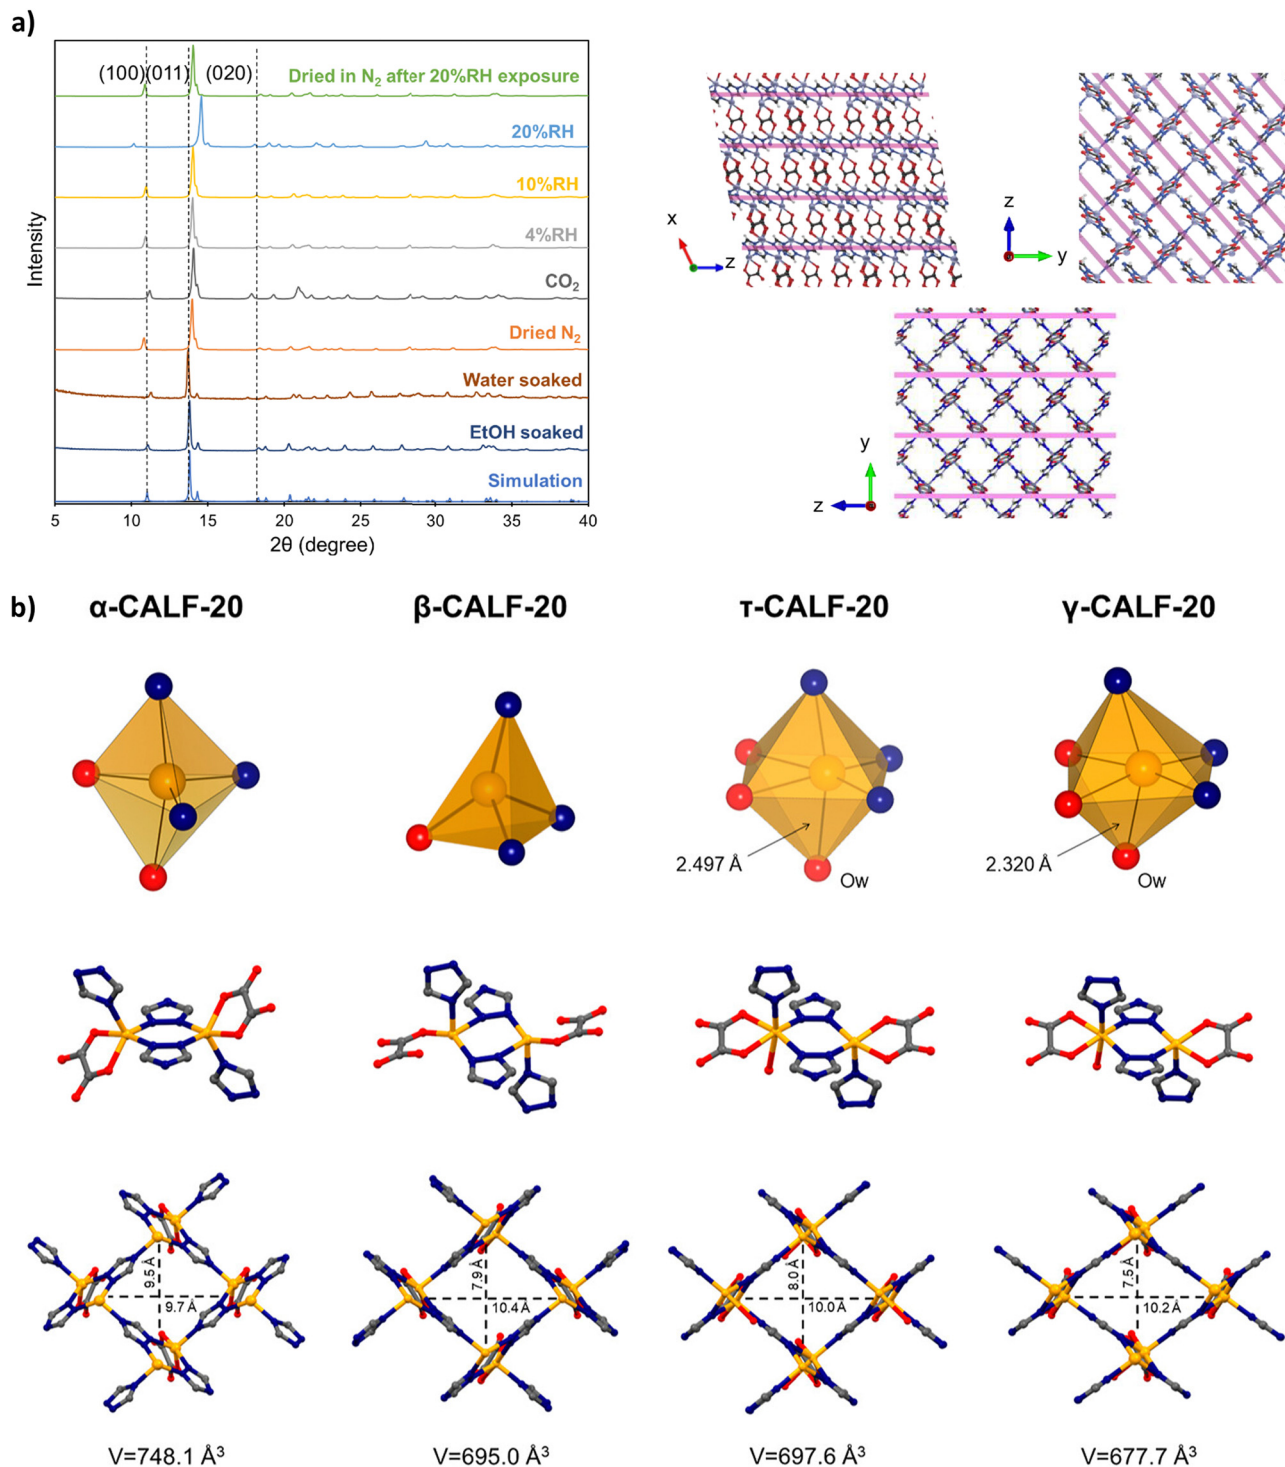 a)
(100)(011) (020)
Dried in N2 after 20%RH exposure
20%RH
10%RH
4%RH
CO2
Dried N2
Water soaked
EtOH soaked
Simulation
Intensity
5 10 15 20 25 30 35 40
2θ (degree)
x
z
z
y
y
z
b)
α-CALF-20 β-CALF-20 τ-CALF-20 γ-CALF-20
2.497 Å
Ow
2.320 Å
Ow
9.5 Å
9.7 Å
7.9 Å
10.4 Å
8.0 Å
10.0Å
7.5 Å
10.2 Å
V=748.1 Å³ V=695.0 Å³ V=697.6 Å³ V=677.7 Å³